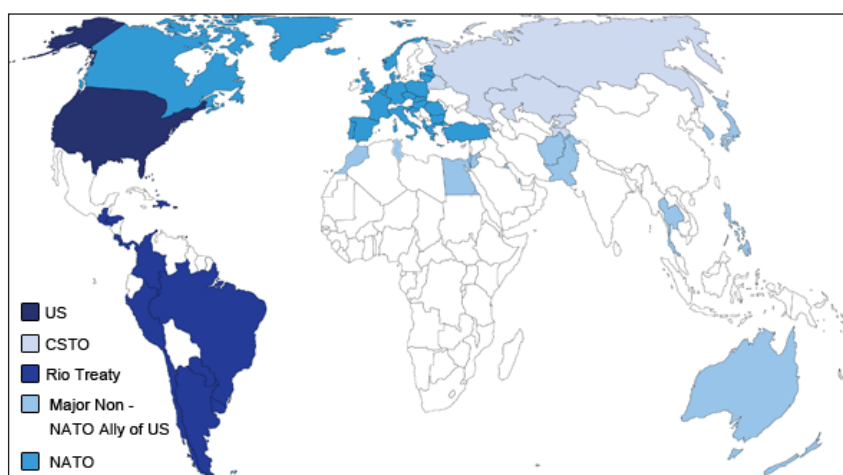 US
CSTO
Rio Treaty
Major Non -
NATO Ally of US
NATO